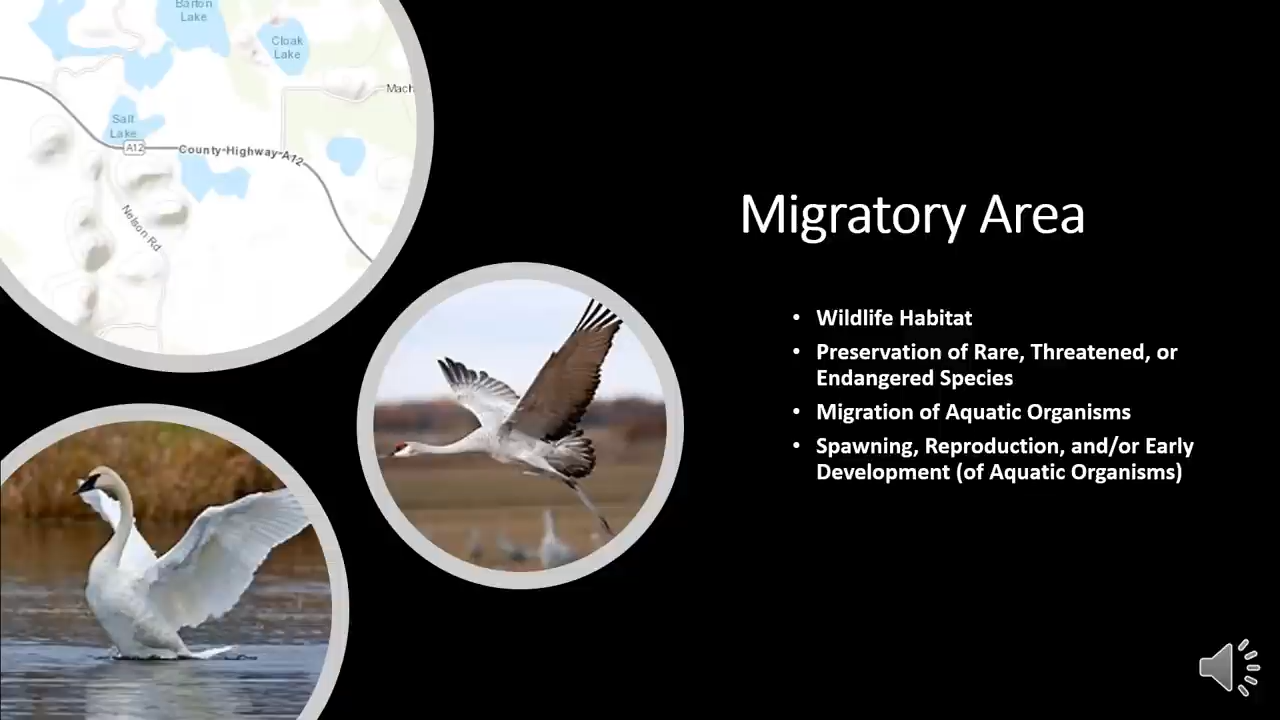 Barton
Lake
Cloak
Lake
Mach
Salt
Lake
A12
County-Highway-A12
Nelson Rd
Migratory Area
• Wildlife Habitat
• Preservation of Rare, Threatened, or
Endangered Species
• Migration of Aquatic Organisms
• Spawning, Reproduction, and/or Early
Development (of Aquatic Organisms)